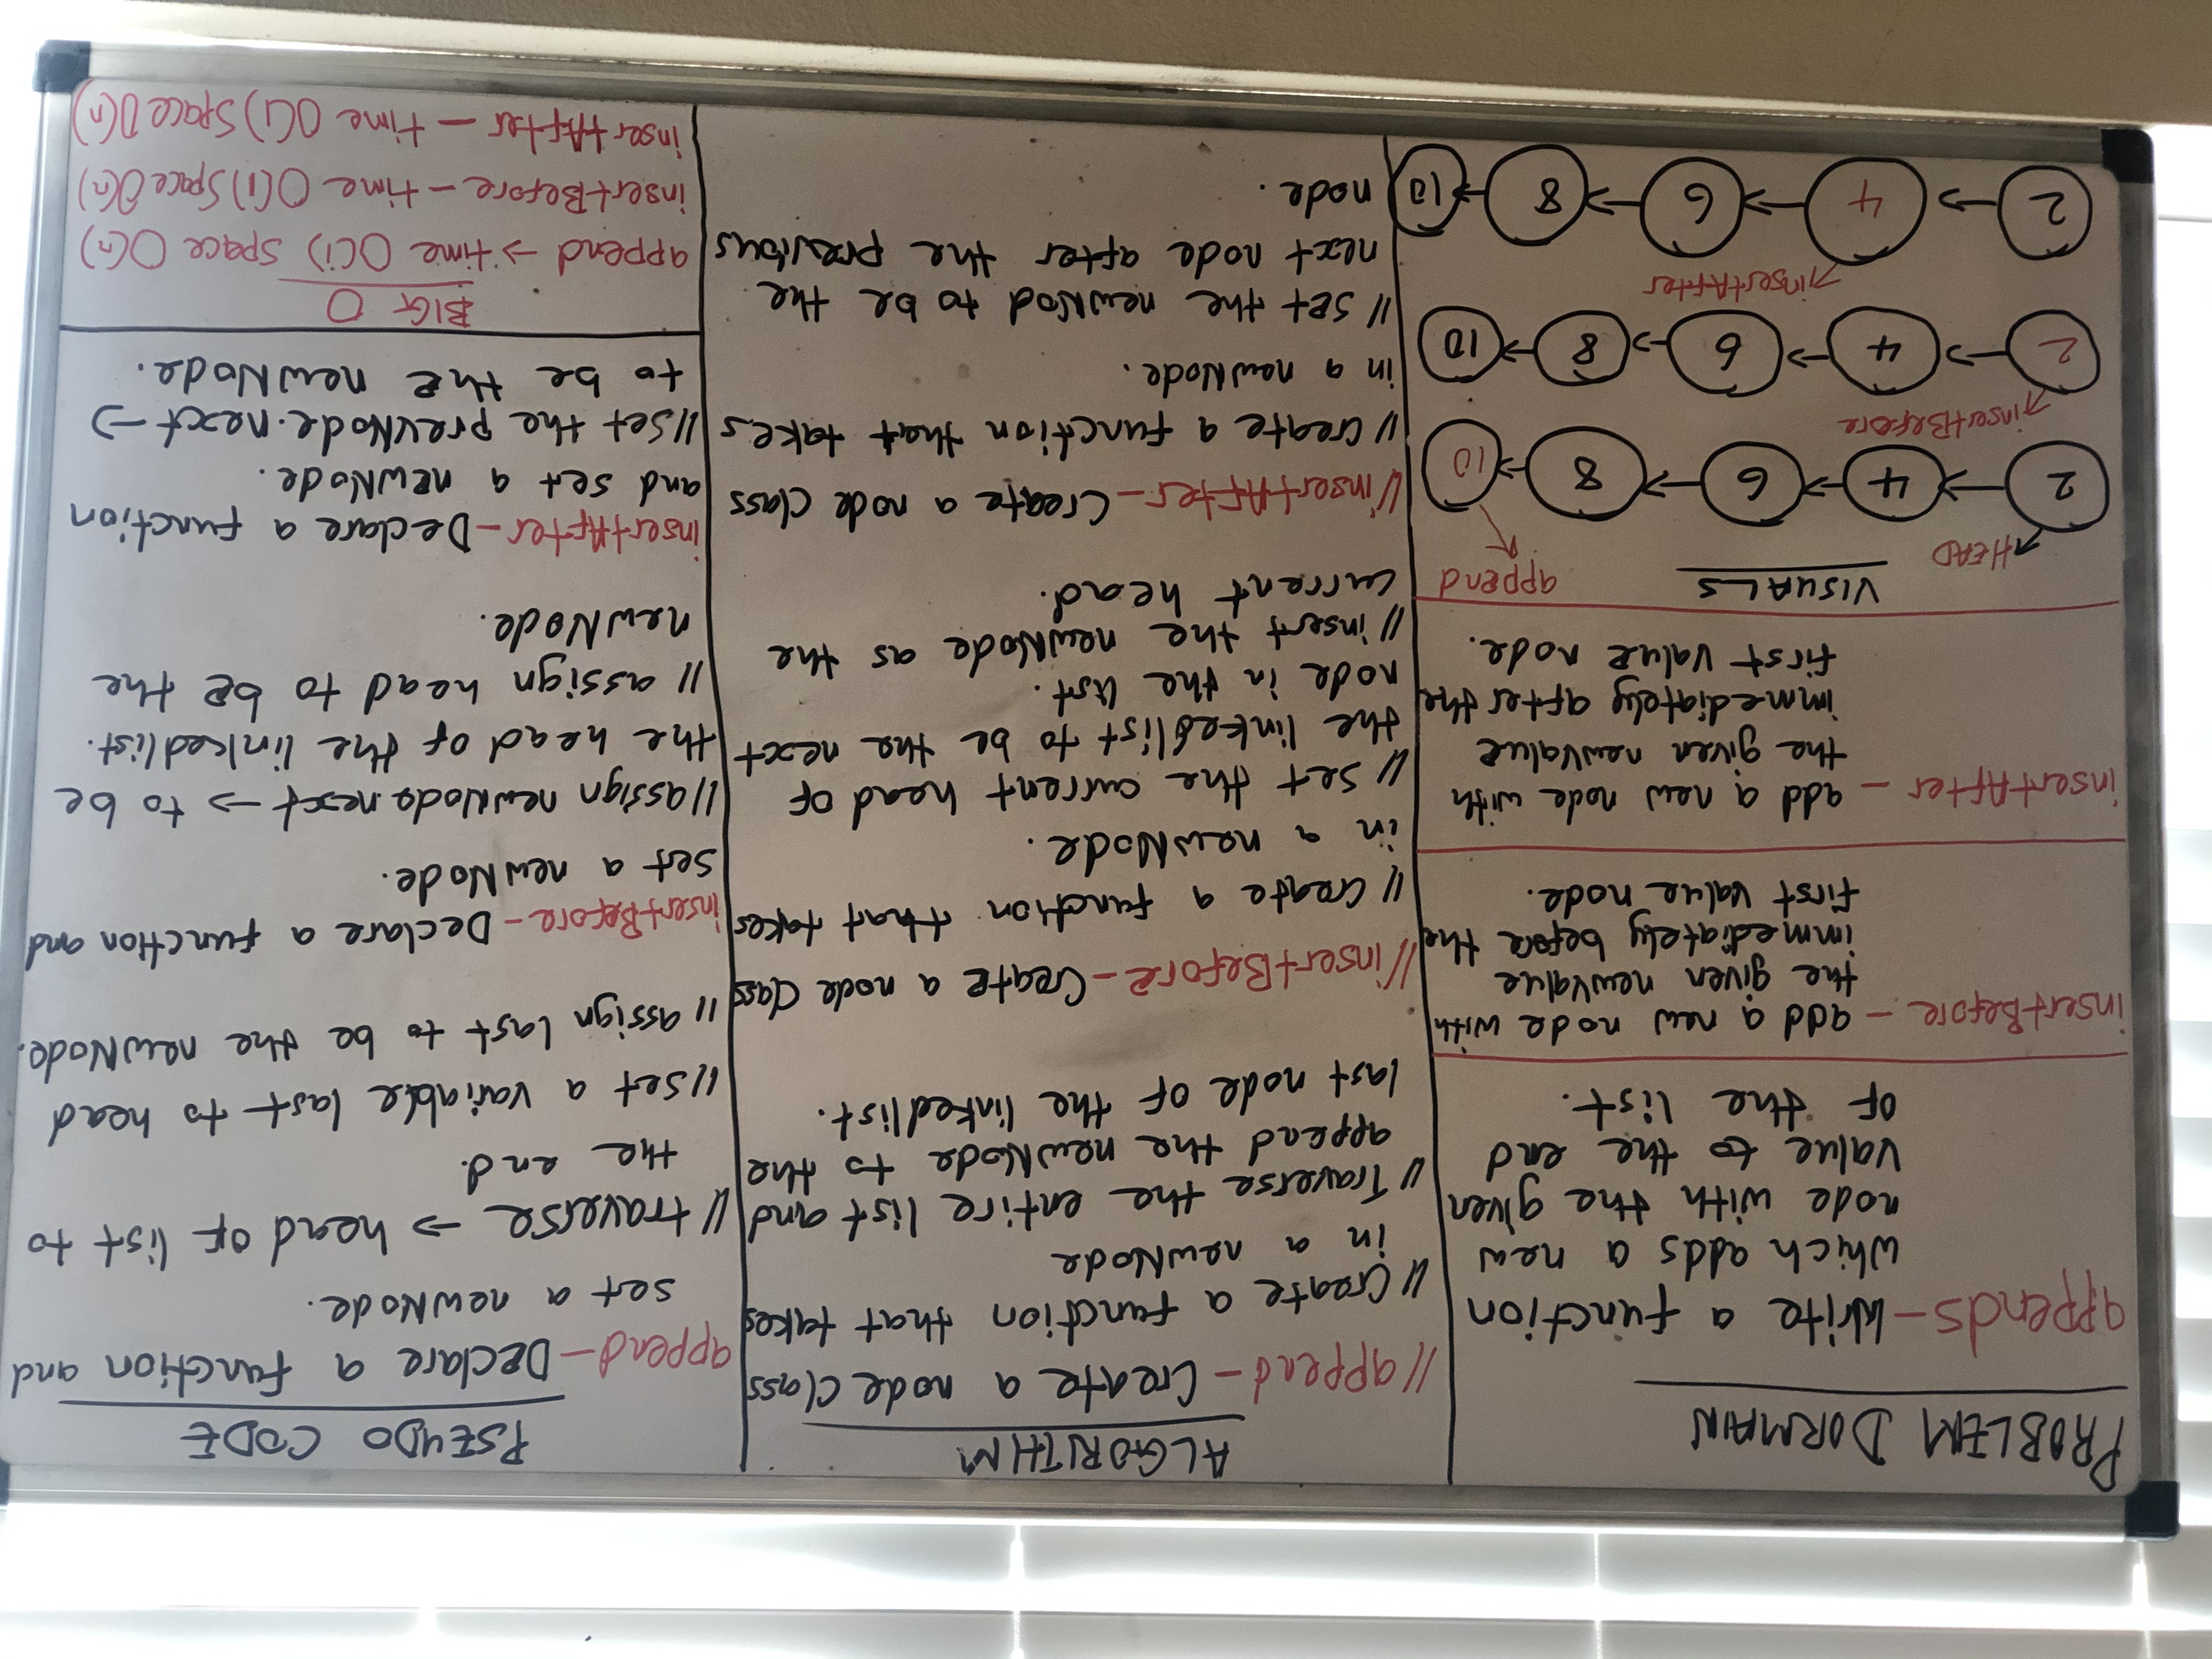 PROBLEM DORMAIN
appends - Write a function
which adds a new
node with the given
value to the end
of the list.
insertBefore - add a new node with
the given newValue
immediately before the
first value node.
insertAfter - add a new node with
the given newValue
immediately after the
first value node.
VISUALS
HEAD
append
2 → 4 → 6 → 8 → 10
insertBefore
2 → 4 → 6 → 8 → 10
insertAfter
2 → 4 → 6 → 8 → 10
ALGORITHM
// append - Create a node class
// Create a function that takes
in a newNode
// Traverse the entire list and
append the newNode to the
last node of the linkedlist.
// insertBefore - Create a node class
// create a function that takes
in a newNode.
// set the current head of
the linkedlist to be the next
node in the list.
// insert the newNode as the
current head.
// insertAfter - Create a node class
// create a function that takes
in a newNode.
// set the newNod to be the
next node after the previous
node.
PSEUDO CODE
append - Declare a function and
set a newNode.
// traverse → head of list to
the end.
// set a variable last to head
// assign last to be the newNode.
insertBefore - Declare a function and
set a newNode.
// assign newNode.next → to be
the head of the linkedlist.
// assign head to be the
newNode.
insertAfter - Declare a function
and set a newNode.
// Set the prevNode.next →
to be the newNode.
BIG O
append → time O(1) space O(n)
insertBefore - time O(1) Space O(n)
insertAfter - time O(1) Space O(n)